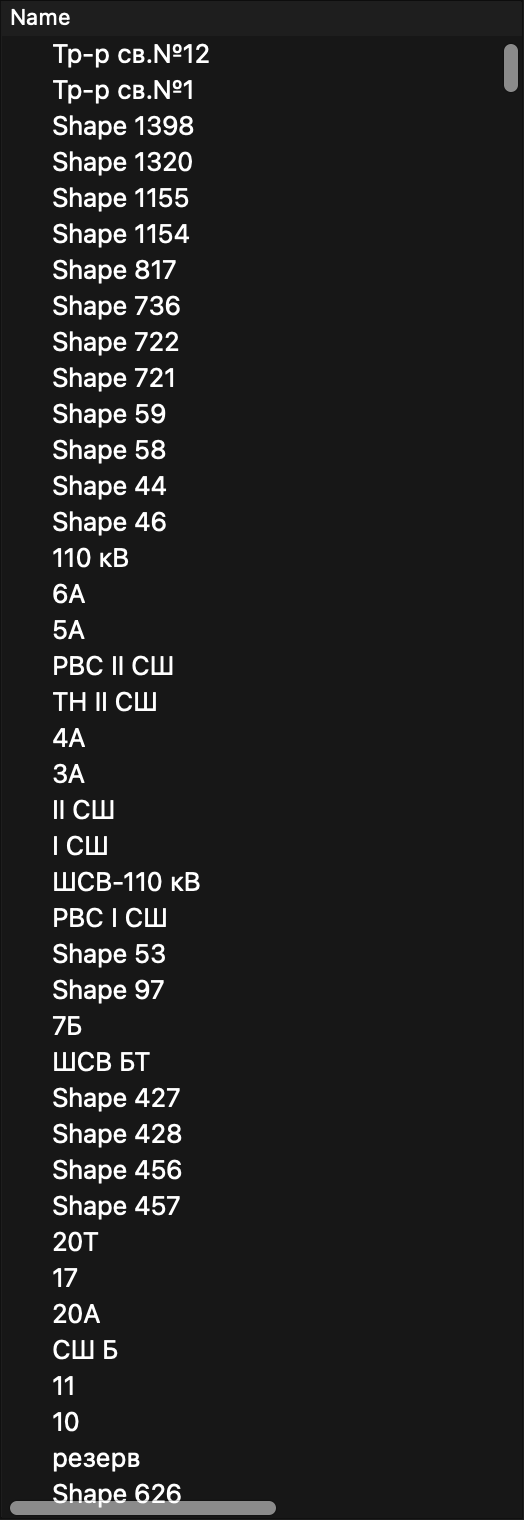 Name
Тр-р св.№12
Тр-р св.№1
Shape 1398
Shape 1320
Shape 1155
Shape 1154
Shape 817
Shape 736
Shape 722
Shape 721
Shape 59
Shape 58
Shape 44
Shape 46
110 кВ
6А
5А
РВС II СШ
ТН II СШ
4А
3А
II СШ
I СШ
ШСВ-110 кВ
РВС I СШ
Shape 53
Shape 97
7Б
ШСВ БТ
Shape 427
Shape 428
Shape 456
Shape 457
20Т
17
20А
СШ Б
11
10
резерв
Shape 626